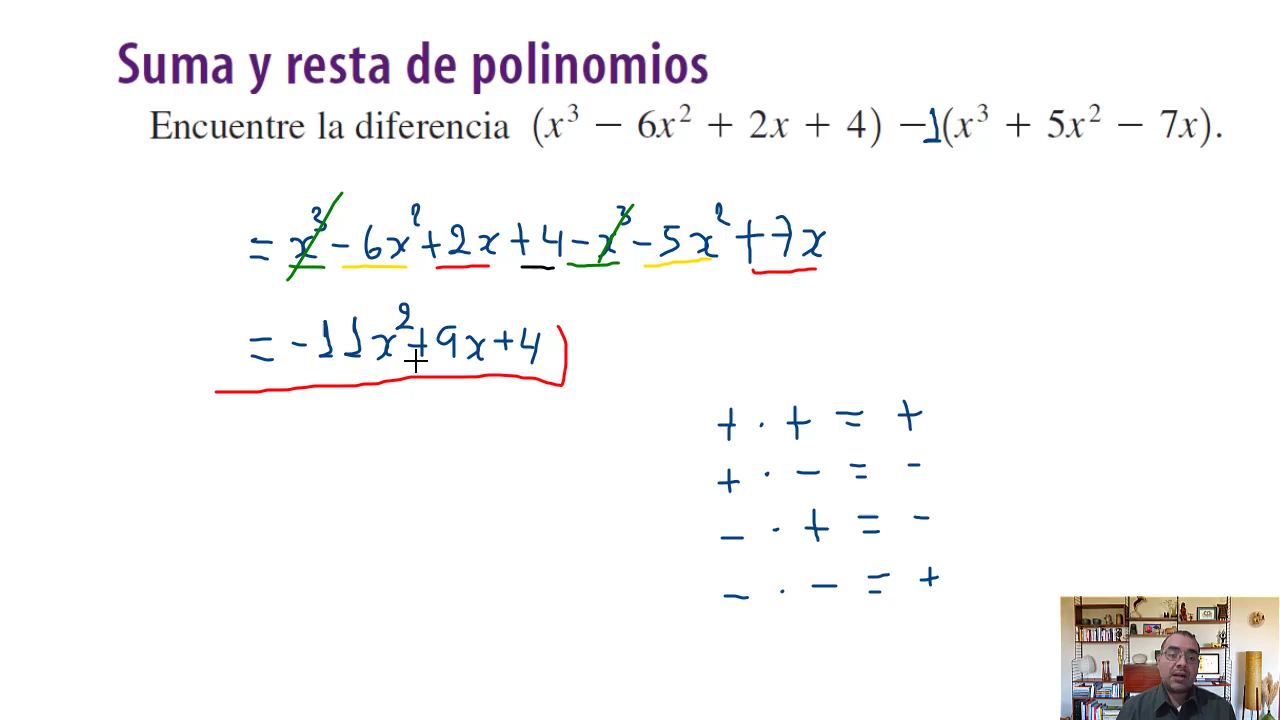 Suma y resta de polinomios
Encuentre la diferencia (x³ − 6x² + 2x + 4) −1(x³ + 5x² − 7x).
= x³ - 6x² + 2x + 4 - x³ - 5x² + 7x
= -11x² + 9x + 4
+ · + = +
+ · - = -
- · + = -
- · - = +